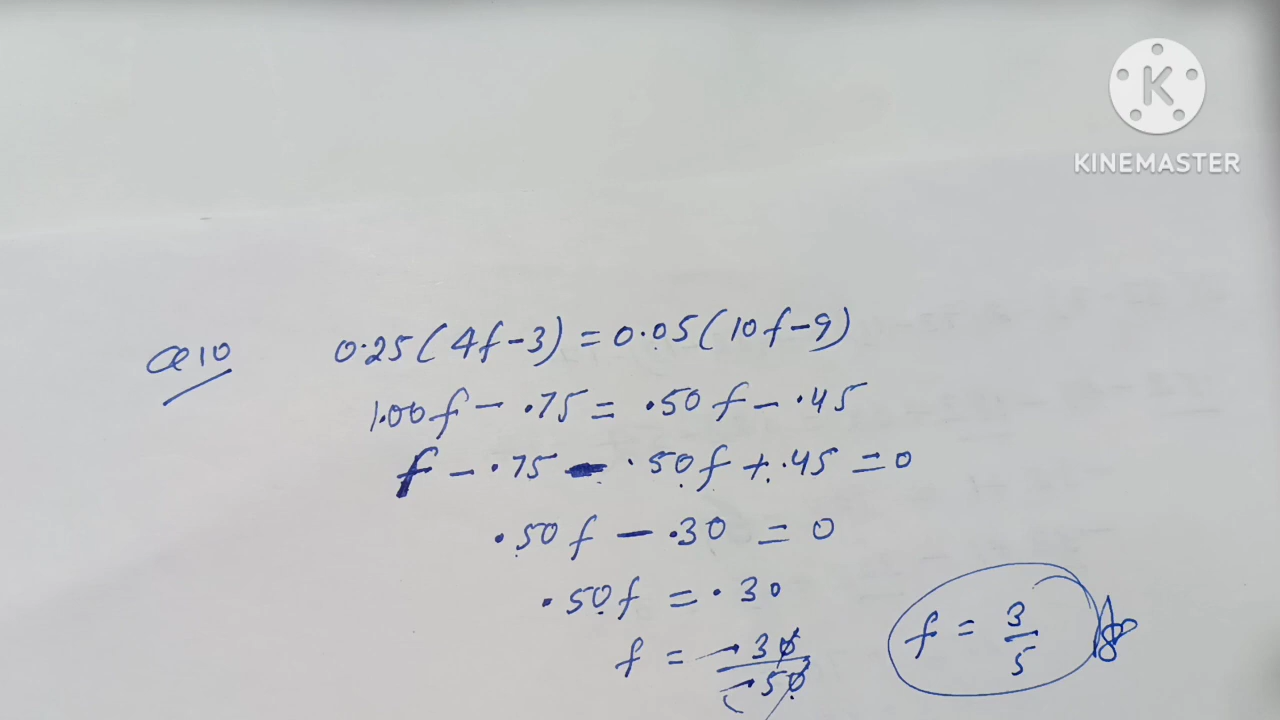 K
KINEMASTER
Q10 0.25(4f-3) = 0.05(10f-9)
1.00f - .75 = .50f - .45
f - .75 - .50f + .45 = 0
.50f - .30 = 0
.50f = .30
f = .30/.50
f = 3/5